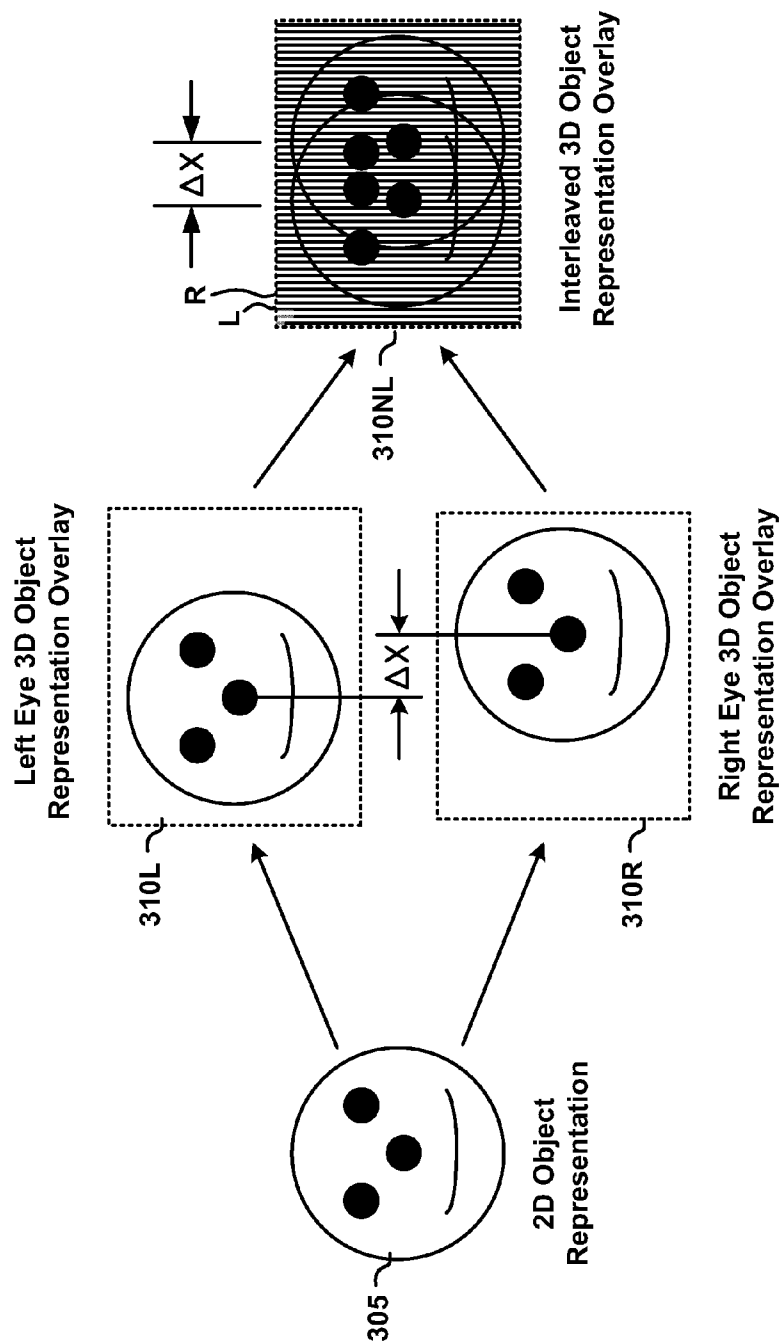 305
2D Object
Representation
310L
Left Eye 3D Object
Representation Overlay
ΔX
310R
Right Eye 3D Object
Representation Overlay
310NL
L
R
ΔX
Interleaved 3D Object
Representation Overlay